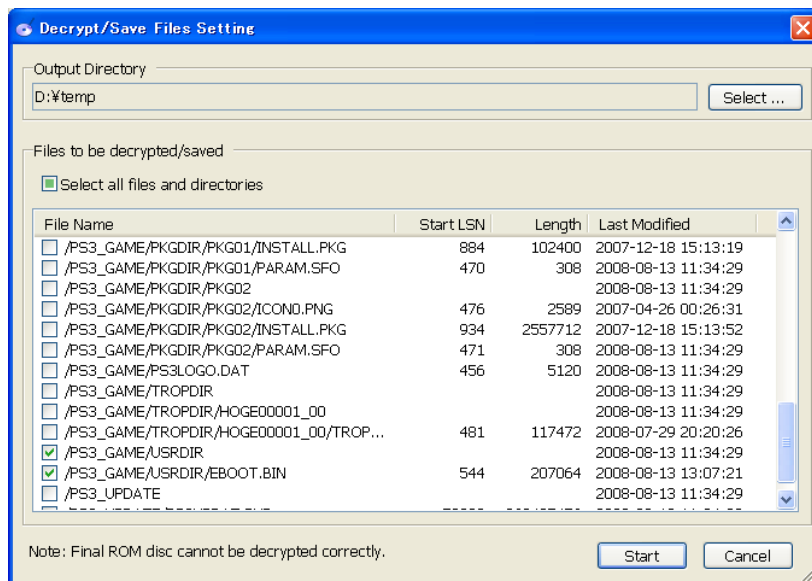 Decrypt/Save Files Setting
Output Directory
D:¥temp
Select ...
Files to be decrypted/saved
Select all files and directories
File Name Start LSN Length Last Modified
/PS3_GAME/PKGDIR/PKG01/INSTALL.PKG 884 102400 2007-12-18 15:13:19
/PS3_GAME/PKGDIR/PKG01/PARAM.SFO 470 308 2008-08-13 11:34:29
/PS3_GAME/PKGDIR/PKG02 2008-08-13 11:34:29
/PS3_GAME/PKGDIR/PKG02/ICON0.PNG 476 2589 2007-04-26 00:26:31
/PS3_GAME/PKGDIR/PKG02/INSTALL.PKG 934 2557712 2007-12-18 15:13:52
/PS3_GAME/PKGDIR/PKG02/PARAM.SFO 471 308 2008-08-13 11:34:29
/PS3_GAME/PS3LOGO.DAT 456 5120 2008-08-13 11:34:29
/PS3_GAME/TROPDIR 2008-08-13 11:34:29
/PS3_GAME/TROPDIR/HOGE00001_00 2008-08-13 11:34:29
/PS3_GAME/TROPDIR/HOGE00001_00/TROP... 481 117472 2008-07-29 20:20:26
/PS3_GAME/USRDIR 2008-08-13 11:34:29
/PS3_GAME/USRDIR/EBOOT.BIN 544 207064 2008-08-13 13:07:21
/PS3_UPDATE 2008-08-13 11:34:29
Note: Final ROM disc cannot be decrypted correctly.
Start
Cancel